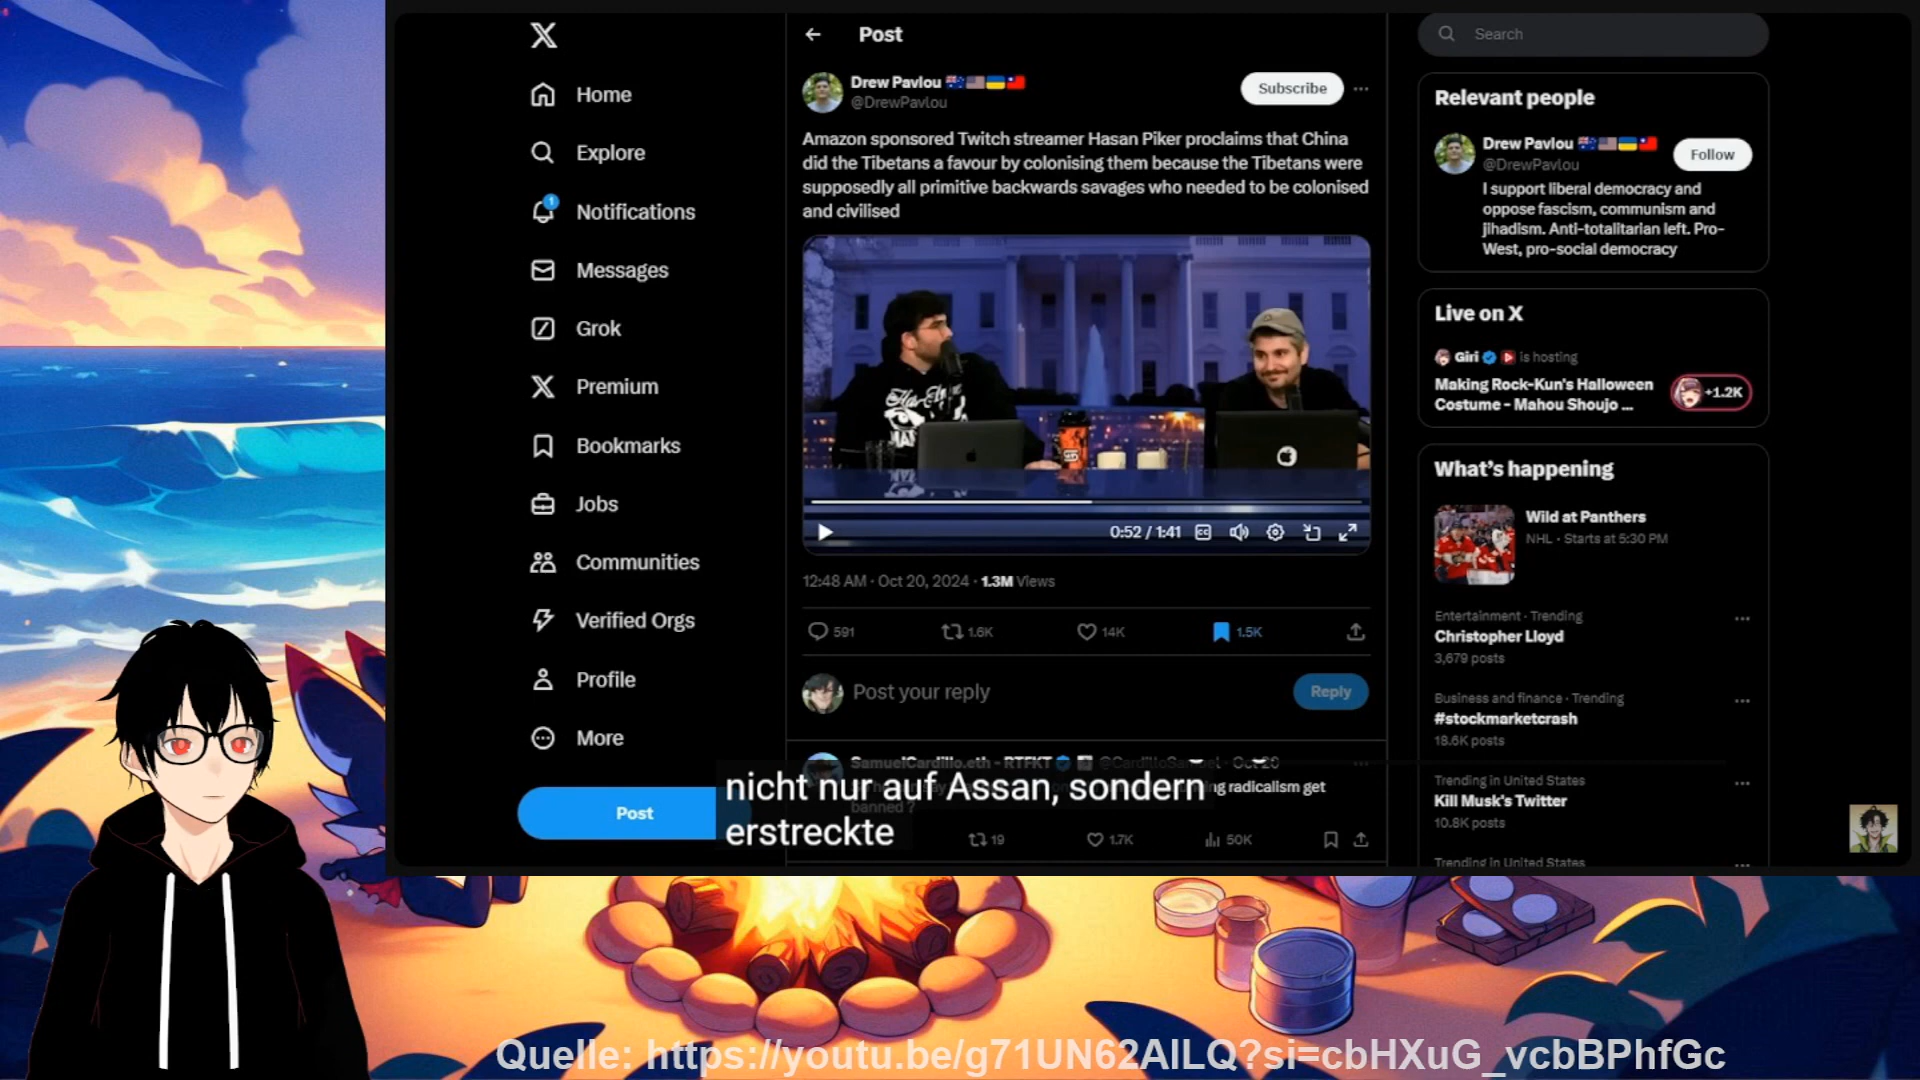 Home
Explore
1
Notifications
Messages
Grok
Premium
Bookmarks
Jobs
Communities
Verified Orgs
Profile
More
Post
Post
Drew Pavlou
@DrewPavlou
Subscribe
Amazon sponsored Twitch streamer Hasan Piker proclaims that China
did the Tibetans a favour by colonising them because the Tibetans were
supposedly all primitive backwards savages who needed to be colonised
and civilised
0:52 / 1:41
12:48 AM · Oct 20, 2024 · 1.3M Views
591
1.6K
14K
1.5K
Post your reply
Reply
SamuelCardillo.eth - RTFKT @CardilloSamuel · Oct 20
radicalism get
banned ?
19
1.7K
50K
nicht nur auf Assan, sondern
erstreckte
Search
Relevant people
Drew Pavlou
@DrewPavlou
Follow
I support liberal democracy and
oppose fascism, communism and
jihadism. Anti-totalitarian left. Pro-
West, pro-social democracy
Live on X
Giri is hosting
Making Rock-Kun's Halloween
Costume - Mahou Shoujo ...
+1.2K
What's happening
Wild at Panthers
NHL · Starts at 5:30 PM
Entertainment · Trending
Christopher Lloyd
3,679 posts
Business and finance · Trending
#stockmarketcrash
18.6K posts
Trending in United States
Kill Musk's Twitter
10.8K posts
Trending in United States
Quelle: https://youtu.be/g71UN62AILQ?si=cbHXuG_vcbBPhfGc